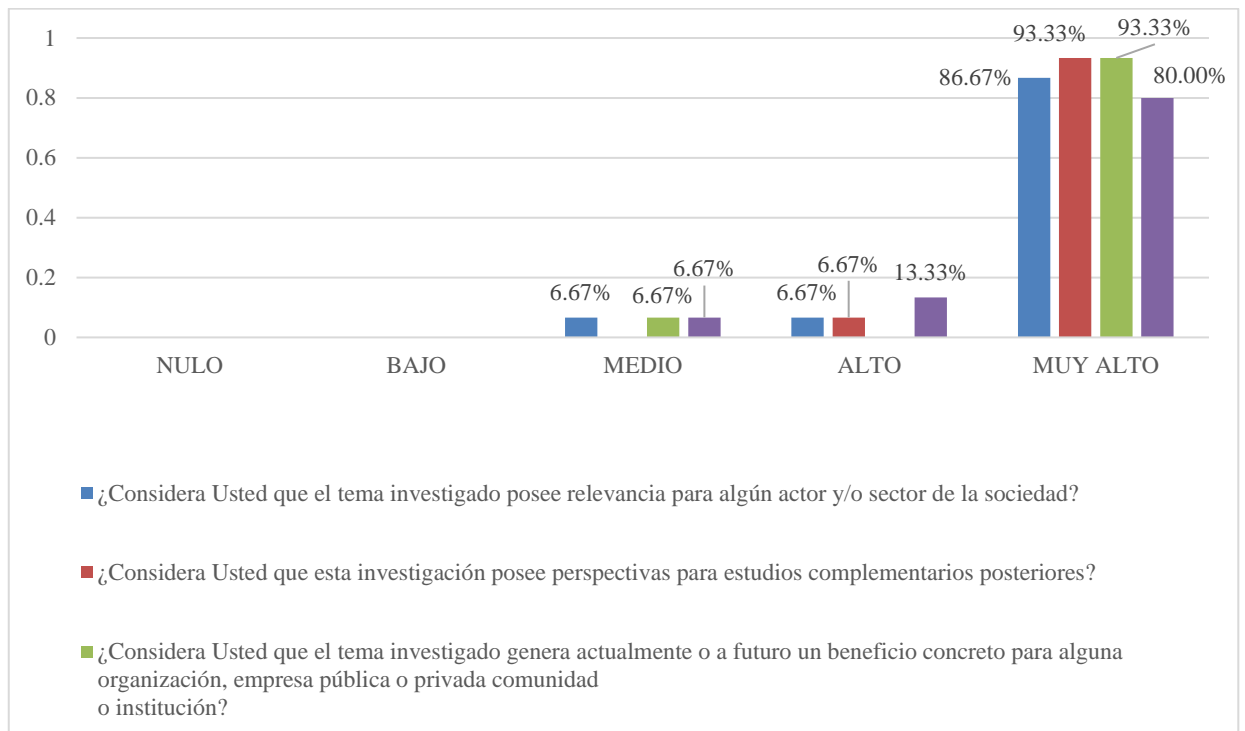 93.33%
93.33%
1
86.67%
80.00%
0.8
0.6
0.4
6.67%
6.67%
13.33%
0.2
6.67%
6.67%
6.67%
0
NULO
BAJO
MEDIO
ALTO
MUY ALTO
¿Considera Usted que el tema investigado posee relevancia para algún actor y/o sector de la sociedad?
¿Considera Usted que esta investigación posee perspectivas para estudios complementarios posteriores?
¿Considera Usted que el tema investigado genera actualmente o a futuro un beneficio concreto para alguna
organización, empresa pública o privada comunidad
o institución?